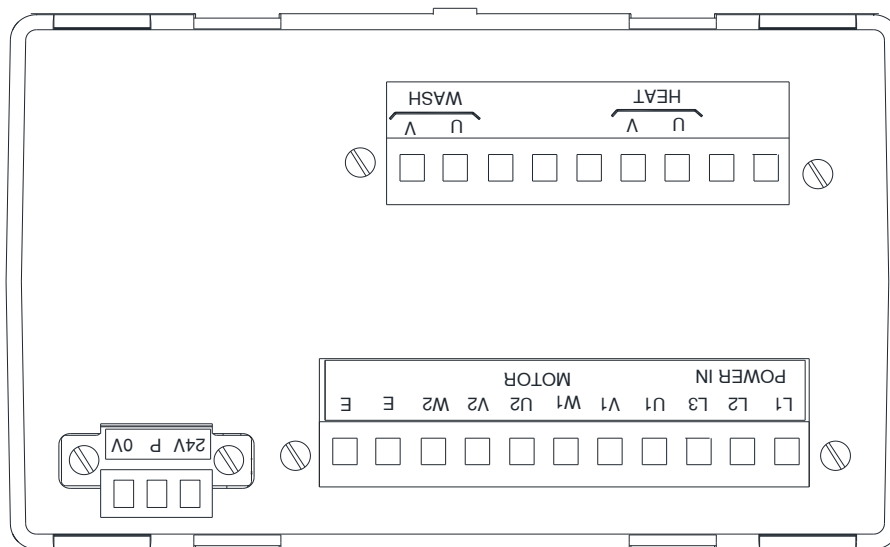 L1 L2 L3 U1 V1 W1 U2 V2 W2 E E
POWER IN MOTOR
24V P 0V
U V U V
HEAT WASH